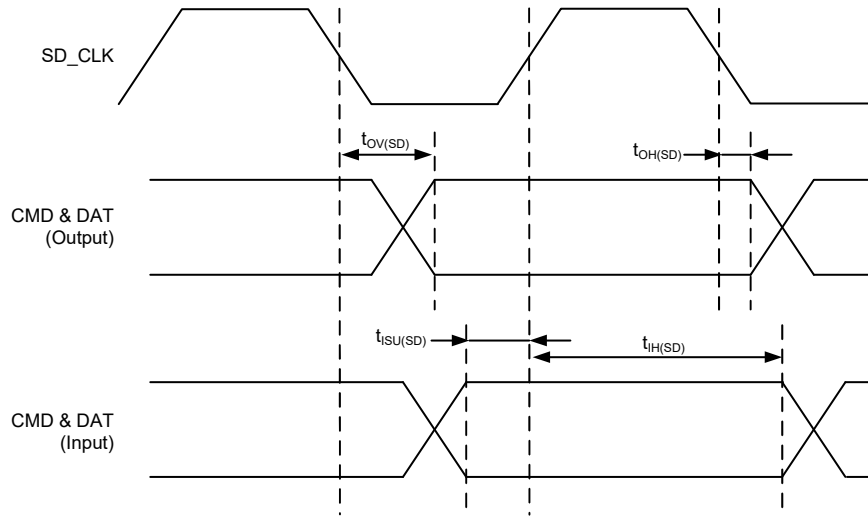 SD_CLK
tOV(SD)
tOH(SD)
CMD & DAT
(Output)
tISU(SD)
tIH(SD)
CMD & DAT
(Input)